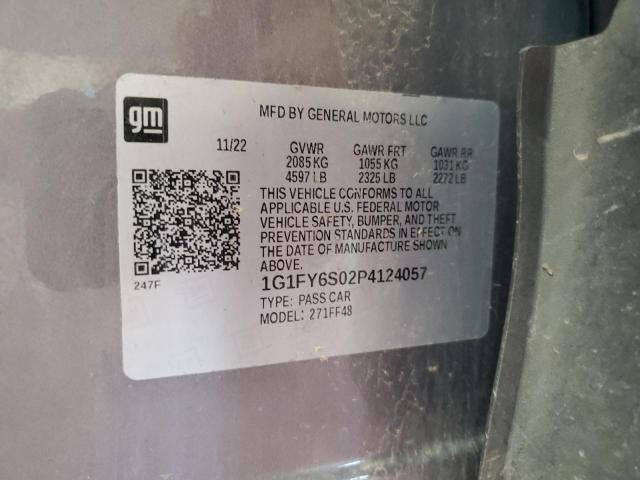 gm
MFD BY GENERAL MOTORS LLC
11/22 GVWR GAWR FRT GAWR RR
2085 KG 1055 KG 1031 KG
4597 LB 2325 LB 2272 LB
THIS VEHICLE CONFORMS TO ALL
APPLICABLE U.S. FEDERAL MOTOR
VEHICLE SAFETY, BUMPER, AND THEFT
PREVENTION STANDARDS IN EFFECT ON
THE DATE OF MANUFACTURE SHOWN
ABOVE.
247F
1G1FY6S02P4124057
TYPE: PASS CAR
MODEL: 271FF48